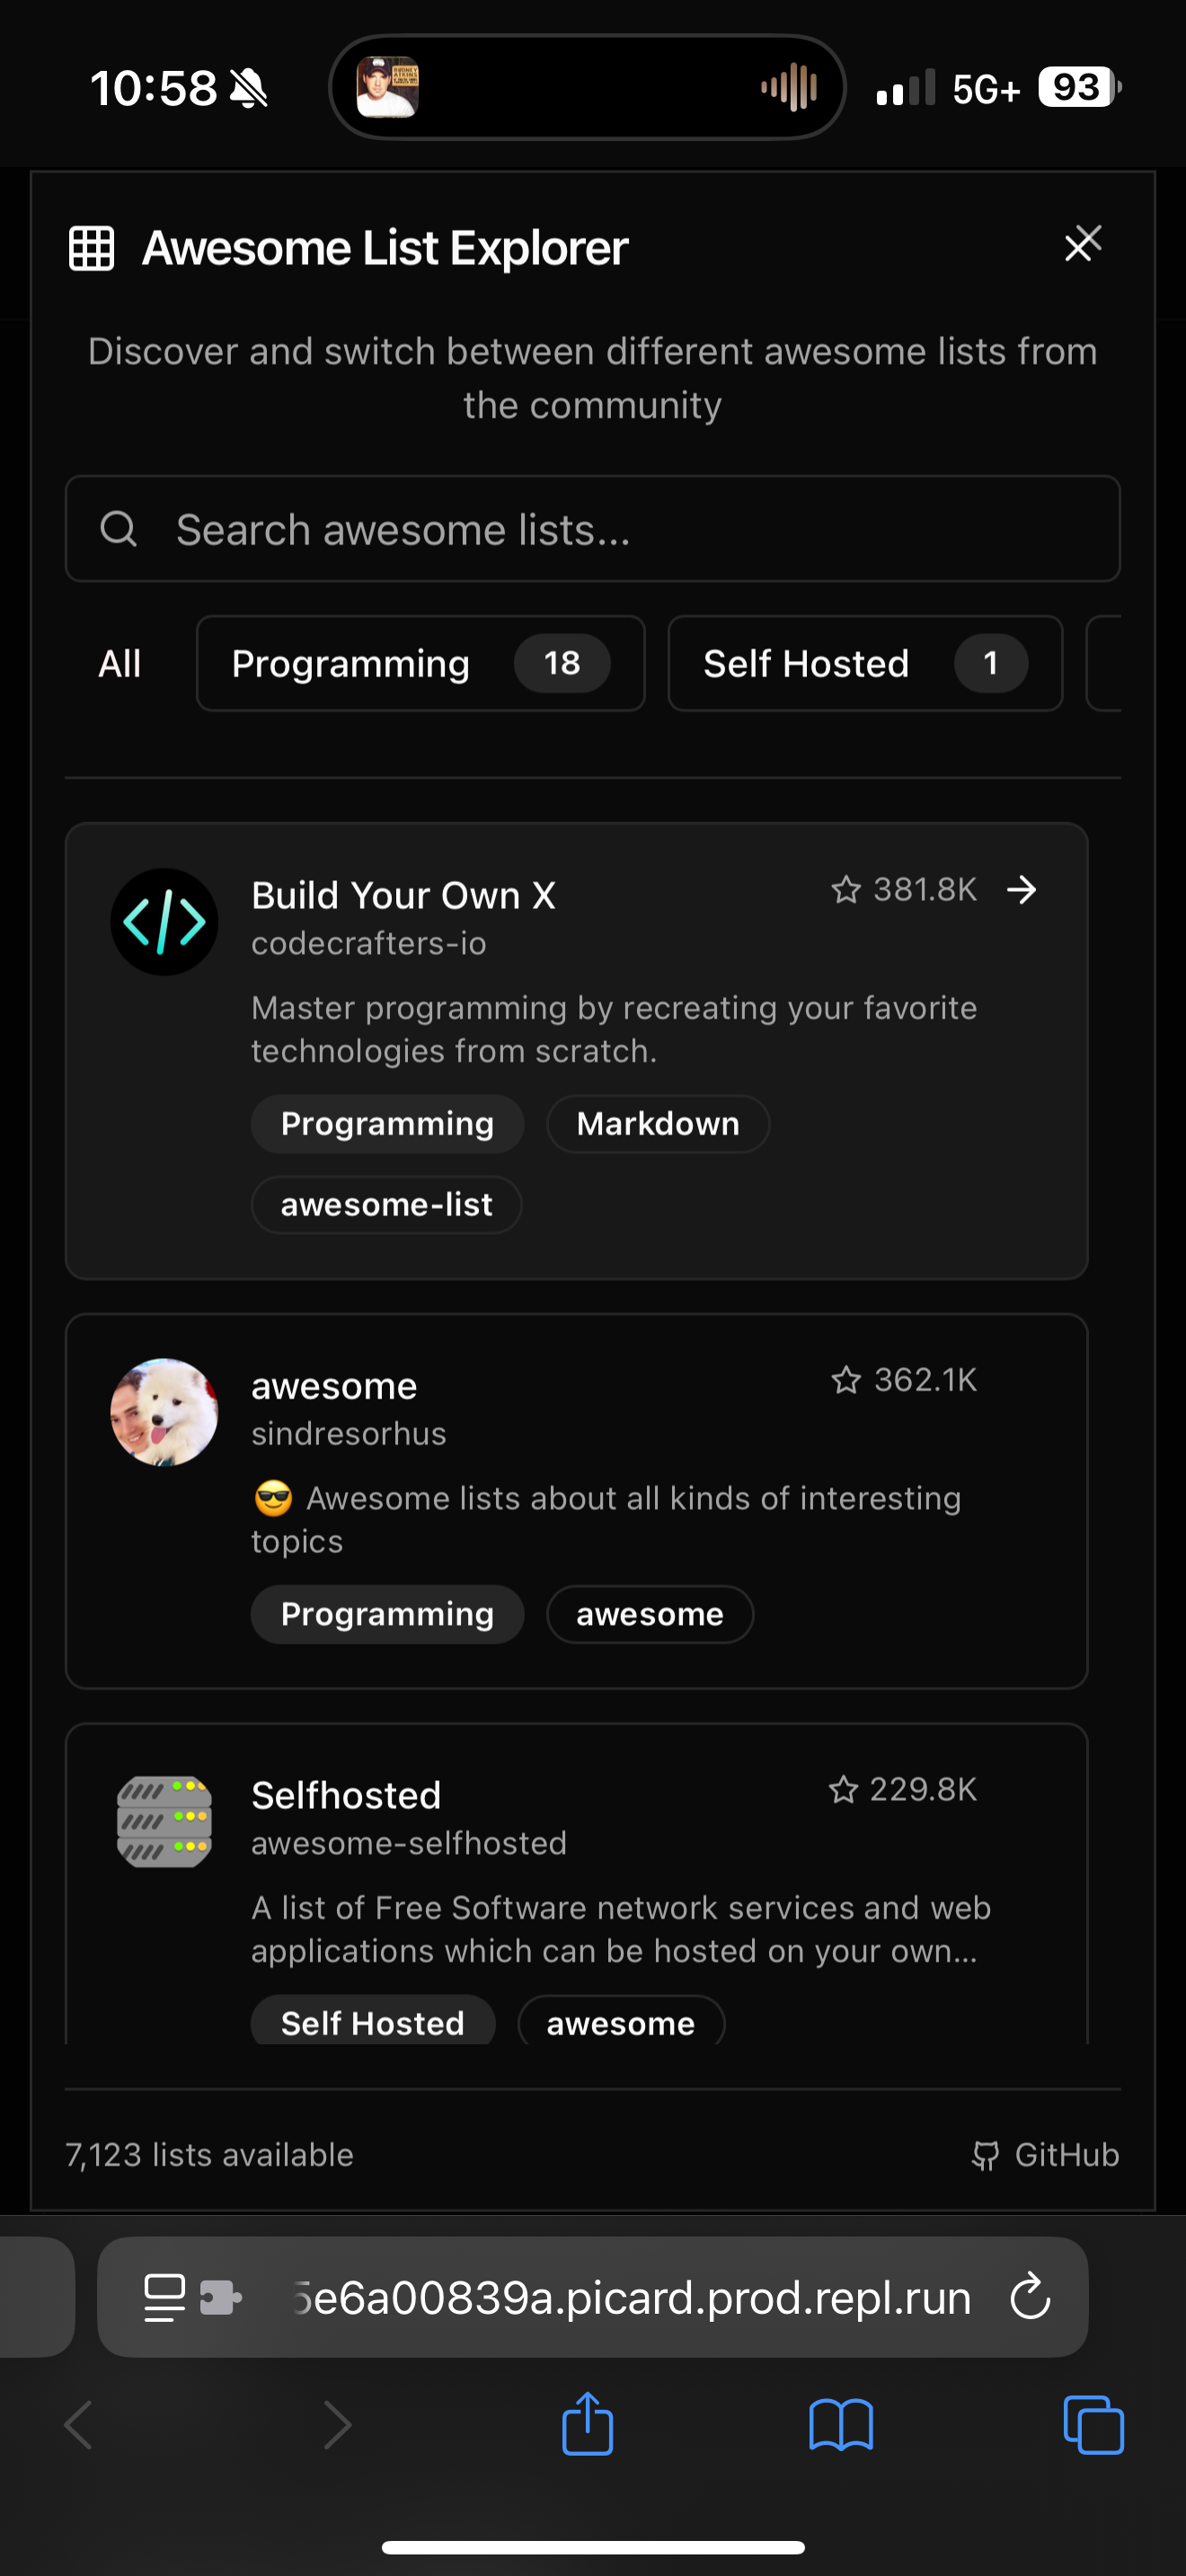 10:58
5G+
93
Awesome List Explorer
Discover and switch between different awesome lists from
the community
Search awesome lists...
All
Programming 18
Self Hosted 1
Build Your Own X
381.8K
codecrafters-io
Master programming by recreating your favorite
technologies from scratch.
Programming
Markdown
awesome-list
awesome
362.1K
sindresorhus
😎 Awesome lists about all kinds of interesting
topics
Programming
awesome
Selfhosted
229.8K
awesome-selfhosted
A list of Free Software network services and web
applications which can be hosted on your own...
Self Hosted
awesome
7,123 lists available
GitHub
5e6a00839a.picard.prod.repl.run